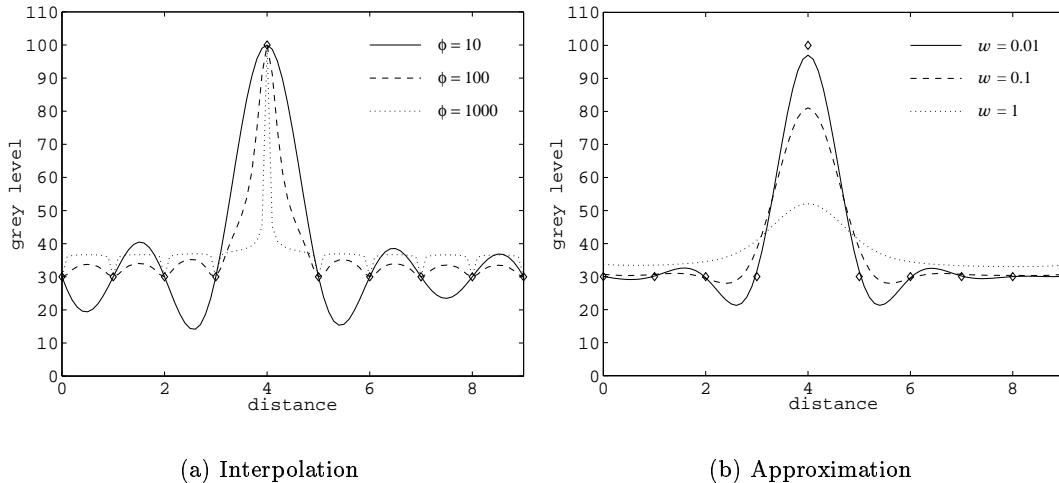 110
100
90
80
70
60
50
40
30
20
10
0
grey level
0 2 4 6 8
distance
ϕ = 10
ϕ = 100
ϕ = 1000
(a) Interpolation
110
100
90
80
70
60
50
40
30
20
10
0
grey level
0 2 4 6 8
distance
w = 0.01
w = 0.1
w = 1
(b) Approximation